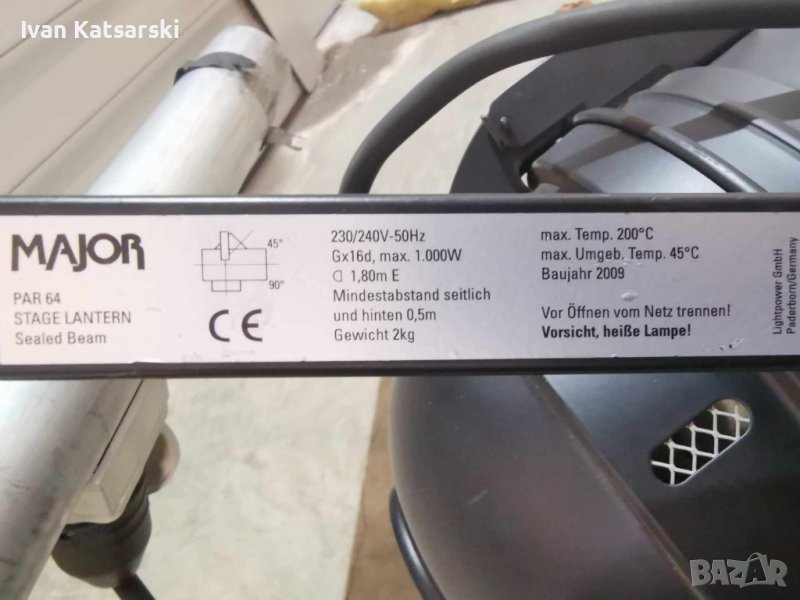 Ivan Katsarski
MAJOR
PAR 64
STAGE LANTERN
Sealed Beam
45°
90°
CE
230/240V-50Hz
Gx16d, max. 1.000W
1,80m E
Mindestabstand seitlich
und hinten 0,5m
Gewicht 2kg
max. Temp. 200°C
max. Umgeb. Temp. 45°C
Baujahr 2009
Vor Öffnen vom Netz trennen!
Vorsicht, heiße Lampe!
Lightpower GmbH
Paderborn/Germany
BAZAR